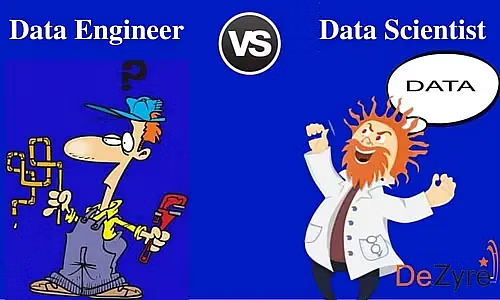 Data Engineer
VS
Data Scientist
?
DATA
DeZyre